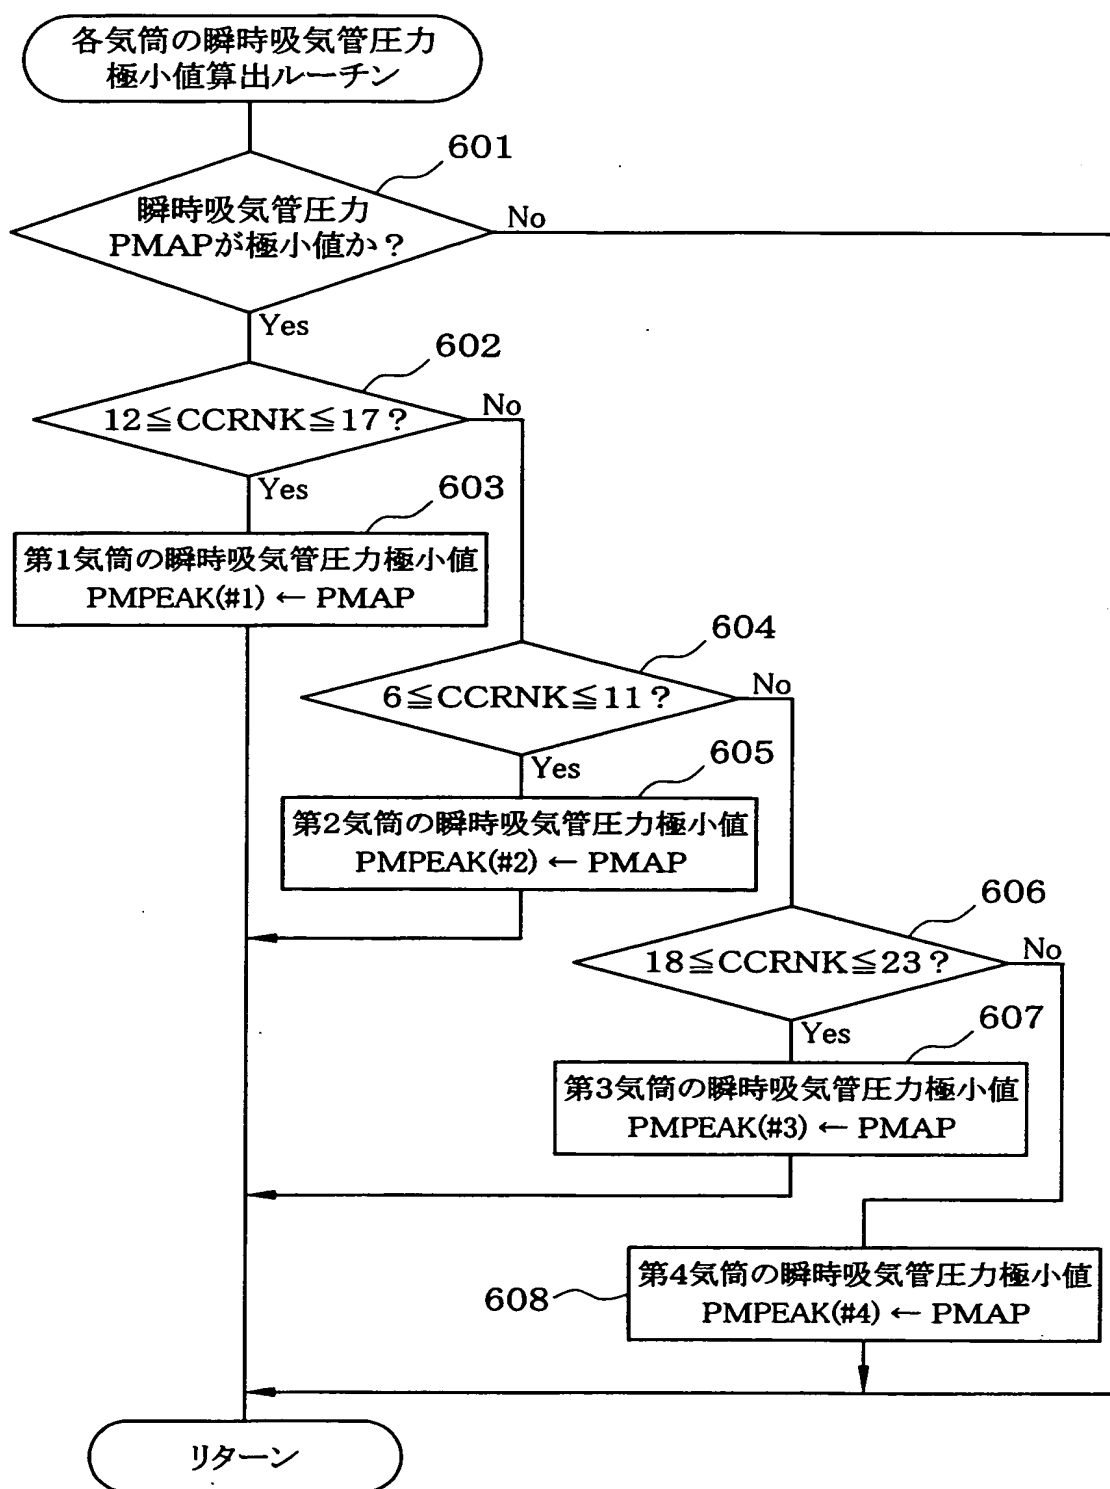 各気筒の瞬時吸気管圧力
極小値算出ルーチン
601
瞬時吸気管圧力
PMAPが極小値か？
No
Yes
602
12≦CCRNK≦17？
No
Yes
603
第1気筒の瞬時吸気管圧力極小値
PMPEAK(#1) ← PMAP
604
6≦CCRNK≦11？
No
Yes
605
第2気筒の瞬時吸気管圧力極小値
PMPEAK(#2) ← PMAP
606
18≦CCRNK≦23？
No
Yes
607
第3気筒の瞬時吸気管圧力極小値
PMPEAK(#3) ← PMAP
608
第4気筒の瞬時吸気管圧力極小値
PMPEAK(#4) ← PMAP
リターン